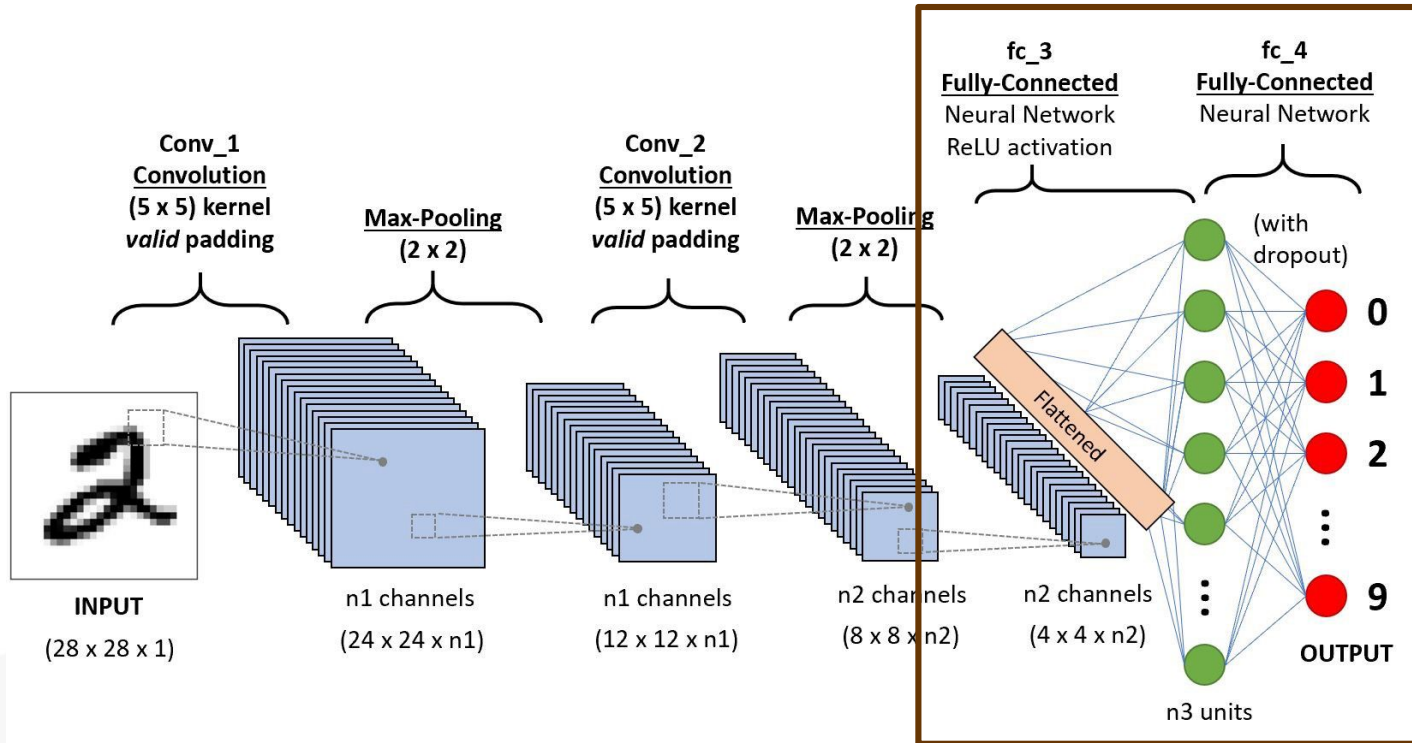 fc_3
Fully-Connected
Neural Network
ReLU activation
fc_4
Fully-Connected
Neural Network
Conv_1
Convolution
(5 x 5) kernel
valid padding
Max-Pooling
(2 x 2)
Conv_2
Convolution
(5 x 5) kernel
valid padding
Max-Pooling
(2 x 2)
(with
dropout)
Flattened
0
1
2
⋮
9
⋮
INPUT
(28 x 28 x 1)
n1 channels
(24 x 24 x n1)
n1 channels
(12 x 12 x n1)
n2 channels
(8 x 8 x n2)
n2 channels
(4 x 4 x n2)
OUTPUT
n3 units